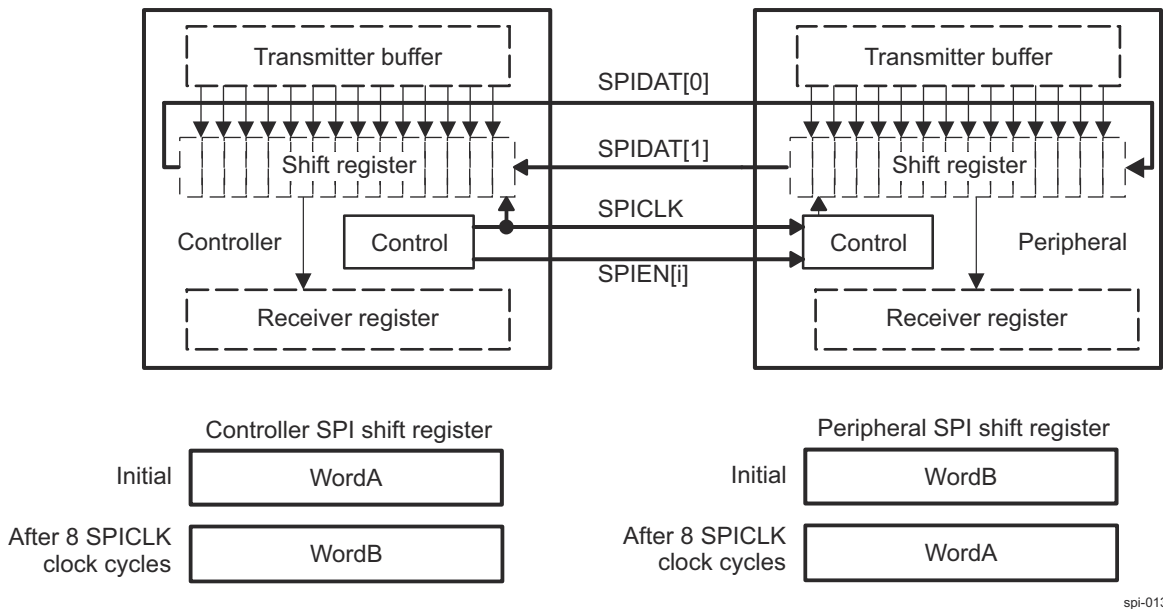 Transmitter buffer
Transmitter buffer
SPIDAT[0]
Shift register
SPIDAT[1]
Shift register
SPICLK
Controller
Control
Control
Peripheral
SPIEN[i]
Receiver register
Receiver register
Controller SPI shift register
Peripheral SPI shift register
Initial
WordA
Initial
WordB
After 8 SPICLK
clock cycles
WordB
After 8 SPICLK
clock cycles
WordA